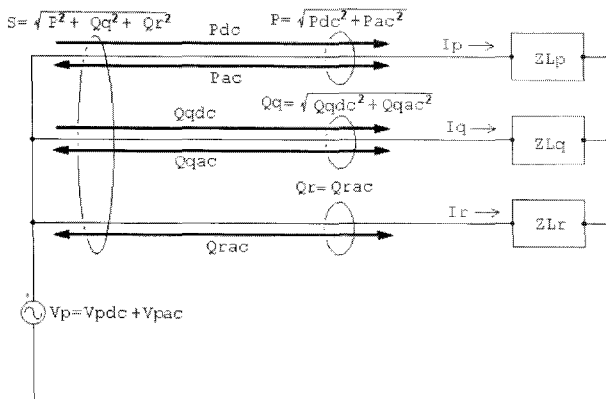 S= √P² + Qq² + Qr²
Pdc
P= √Pdc² + Pac²
Ip →
ZLp
Pac
Qqdc
Qq= √Qqdc² + Qqac²
Iq →
ZLq
Qqac
Qr= Qrac
Ir →
ZLr
Qrac
Vp=Vpdc+Vpac